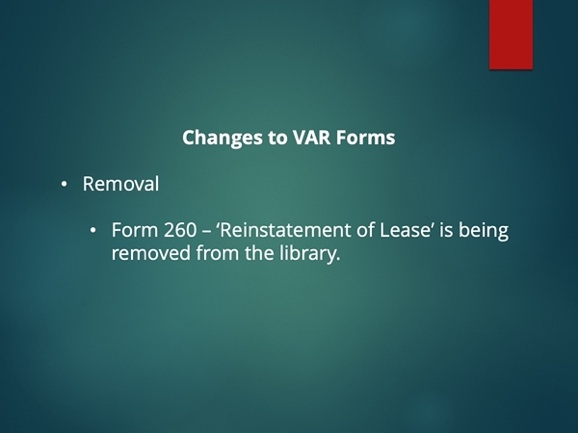 Changes to VAR Forms
• Removal
• Form 260 – ‘Reinstatement of Lease’ is being
removed from the library.